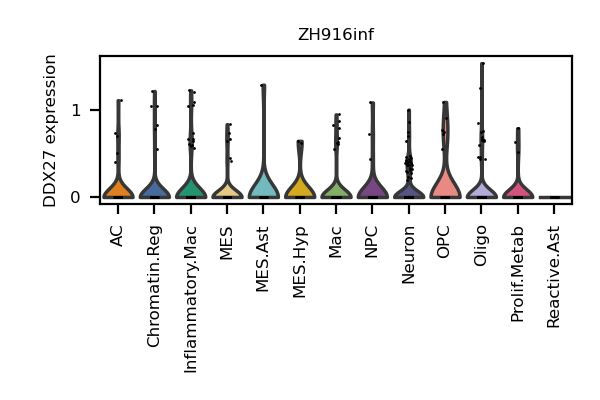 ZH916inf
DDX27 expression
1
0
AC
Chromatin.Reg
Inflammatory.Mac
MES
MES.Ast
MES.Hyp
Mac
NPC
Neuron
OPC
Oligo
Prolif.Metab
Reactive.Ast